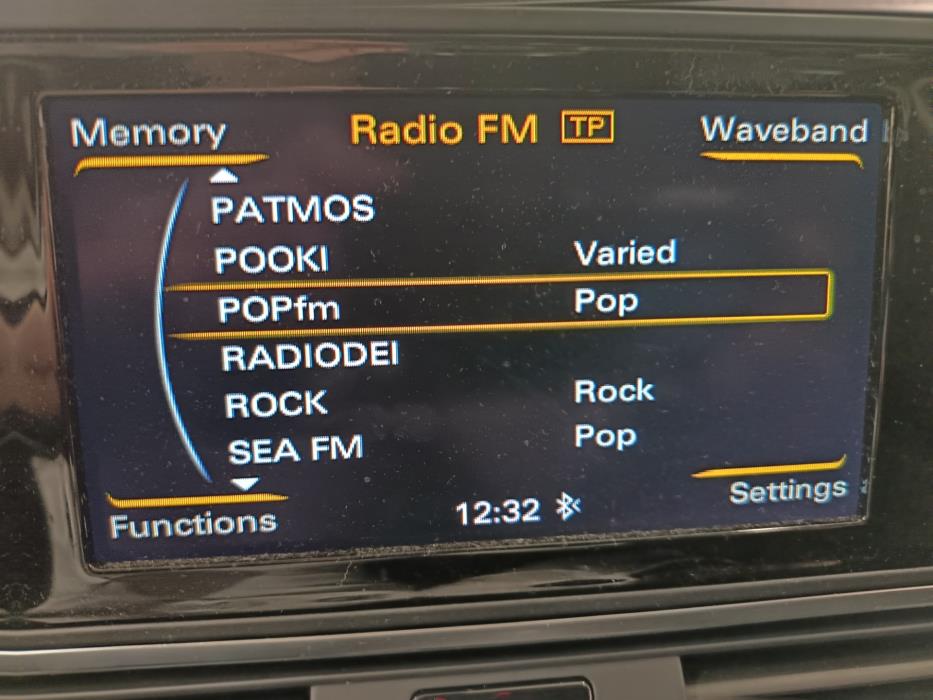 Memory Radio FM TP Waveband
PATMOS
POOKI Varied
POPfm Pop
RADIODEI
ROCK Rock
SEA FM Pop
Settings
Functions 12:32